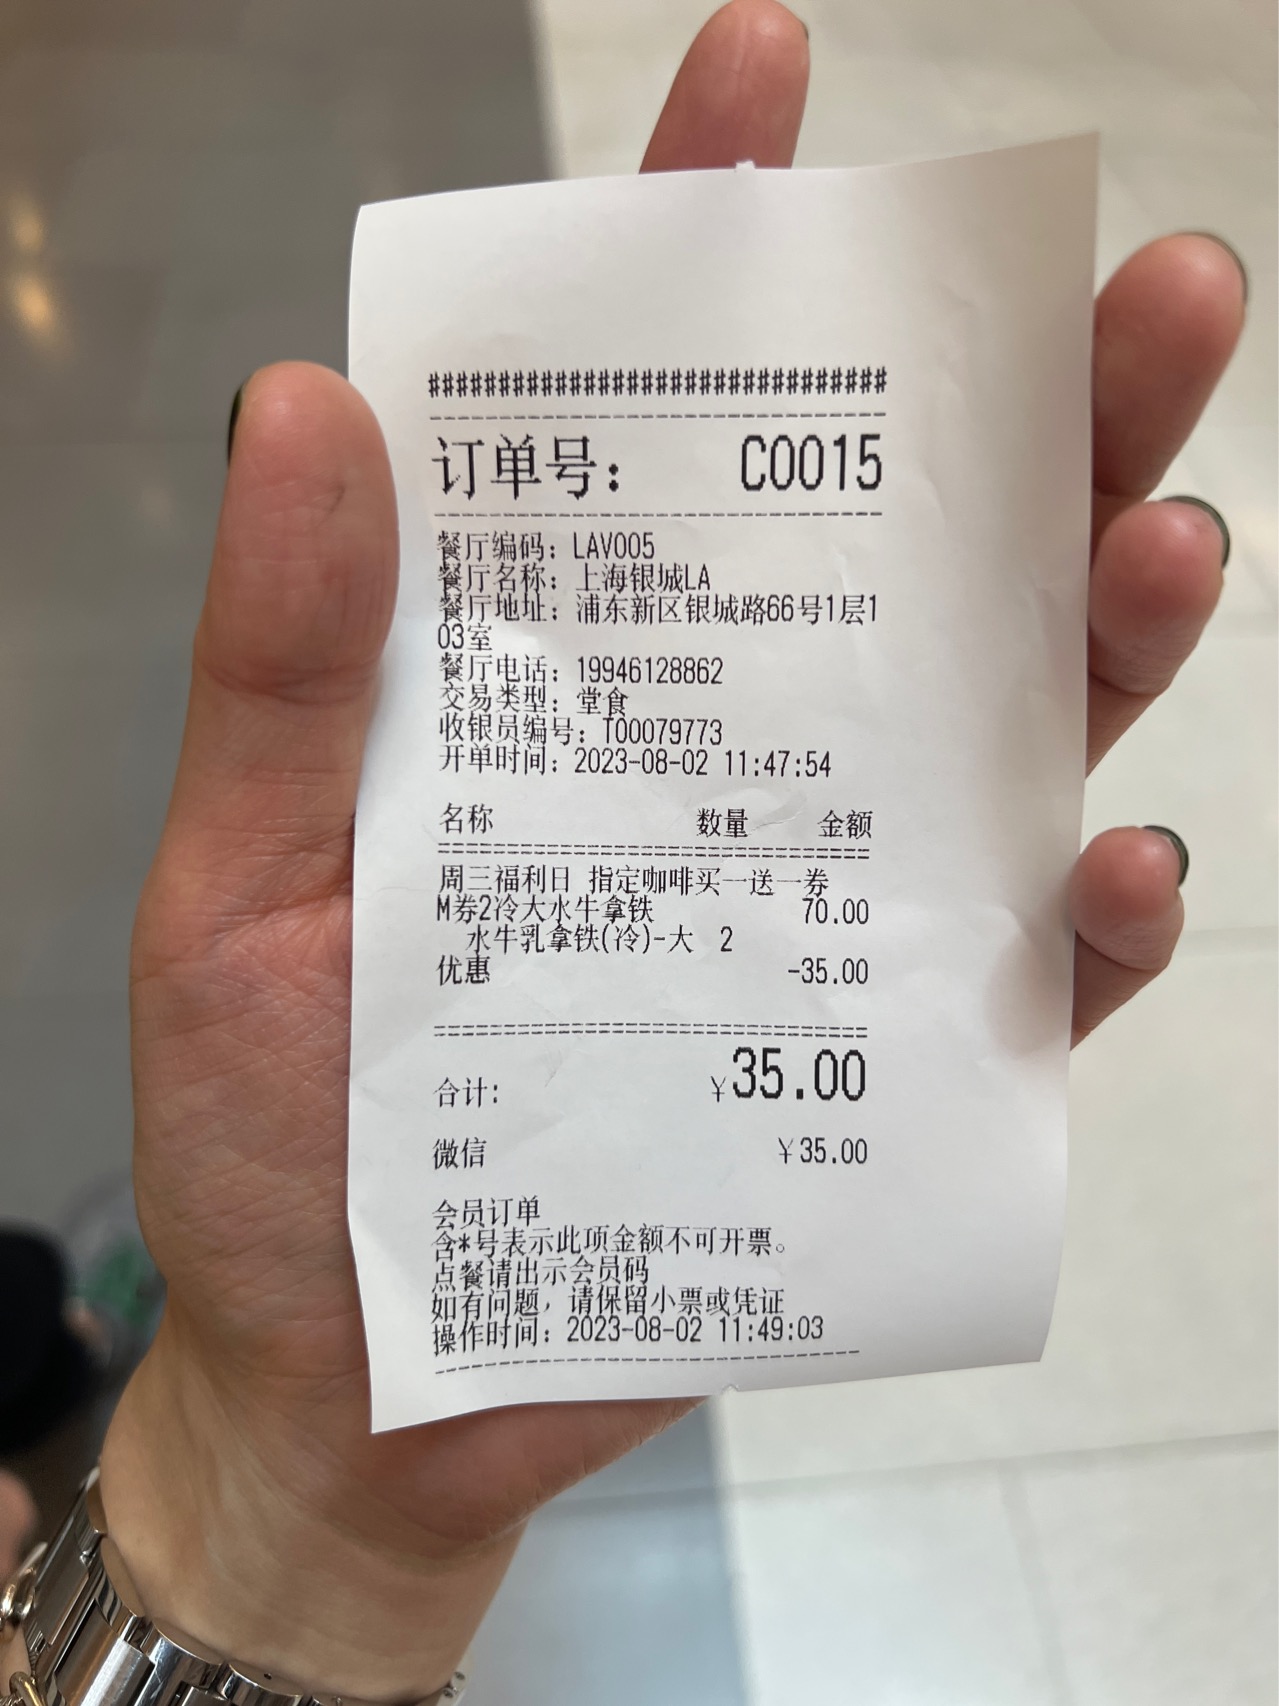 ################################
订单号： C0015
餐厅编码：LAV005
餐厅名称：上海银城LA
餐厅地址：浦东新区银城路66号1层1
03室
餐厅电话：19946128862
交易类型：堂食
收银员编号：T00079773
开单时间：2023-08-02 11:47:54
名称 数量 金额
周三福利日 指定咖啡买一送一券
M券2冷大水牛拿铁 70.00
水牛乳拿铁(冷)-大 2
优惠 -35.00
合计: ¥35.00
微信 ¥35.00
会员订单
含*号表示此项金额不可开票。
点餐请出示会员码
如有问题，请保留小票或凭证
操作时间：2023-08-02 11:49:03